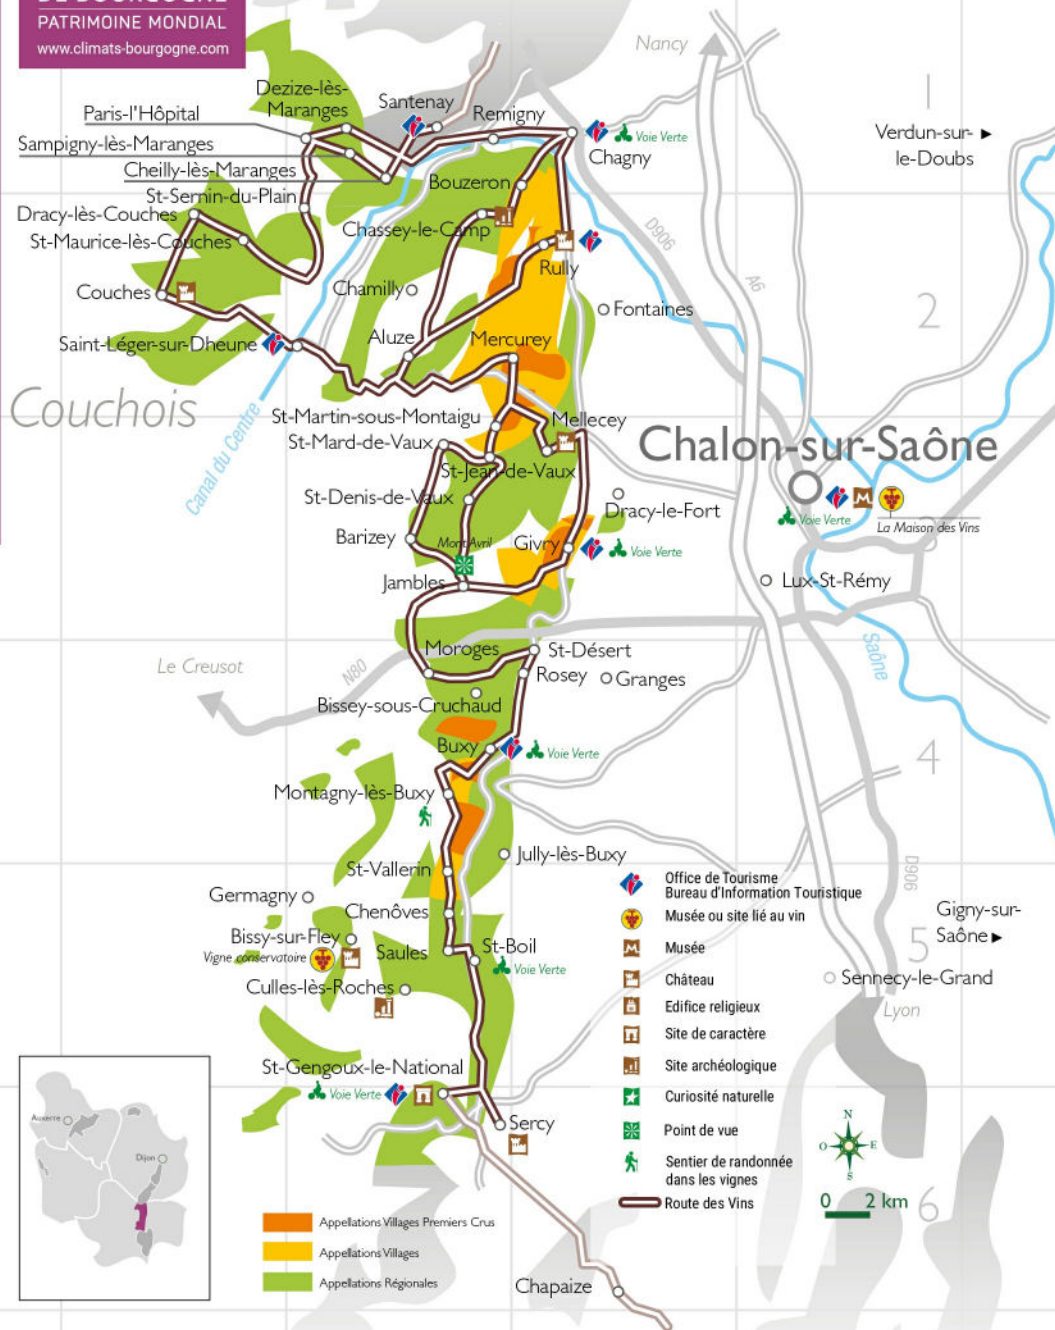 PATRIMOINE MONDIAL
www.climats-bourgogne.com
Nancy
1
Dezize-lès-
Maranges
Santenay
Remigny
Paris-l'Hôpital
Voie Verte
Verdun-sur-
le-Doubs
Sampigny-lès-Maranges
Chagny
Cheilly-lès-Maranges
Bouzeron
St-Sernin-du-Plain
Dracy-lès-Couches
Chassey-le-Camp
St-Maurice-lès-Couches
D906
Rully
A6
Couches
Chamilly
Fontaines
2
Saint-Léger-sur-Dheune
Aluze
Mercurey
Couchois
St-Martin-sous-Montaigu
Mellecey
St-Mard-de-Vaux
Chalon-sur-Saône
Canal du Centre
St-Jean-de-Vaux
St-Denis-de-Vaux
Dracy-le-Fort
Voie Verte
La Maison des Vins
Barizey
Mont Avril
Givry
Voie Verte
3
Jambles
Lux-St-Rémy
Moroges
St-Désert
Saône
Le Creusot
N80
Rosey
Granges
Bissey-sous-Cruchaud
Buxy
Voie Verte
4
Montagny-lès-Buxy
Jully-lès-Buxy
St-Vallerin
D906
Germagny
Chenôves
Bissy-sur-Fley
Saules
St-Boil
Vigne conservatoire
Voie Verte
Culles-lès-Roches
Gigny-sur-
Saône
5
Sennecy-le-Grand
Lyon
St-Gengoux-le-National
Voie Verte
Sercy
Office de Tourisme
Bureau d'Information Touristique
Musée ou site lié au vin
Musée
Château
Edifice religieux
Site de caractère
Site archéologique
Curiosité naturelle
Point de vue
Sentier de randonnée
dans les vignes
Route des Vins
N
O
E
S
0 2 km
6
Auxerre
Dijon
Appellations Villages Premiers Crus
Appellations Villages
Appellations Régionales
Chapaize